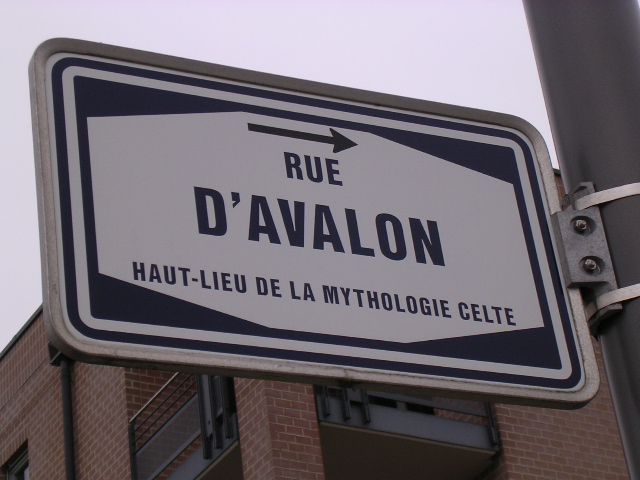 RUE
D'AVALON
HAUT-LIEU DE LA MYTHOLOGIE CELTE